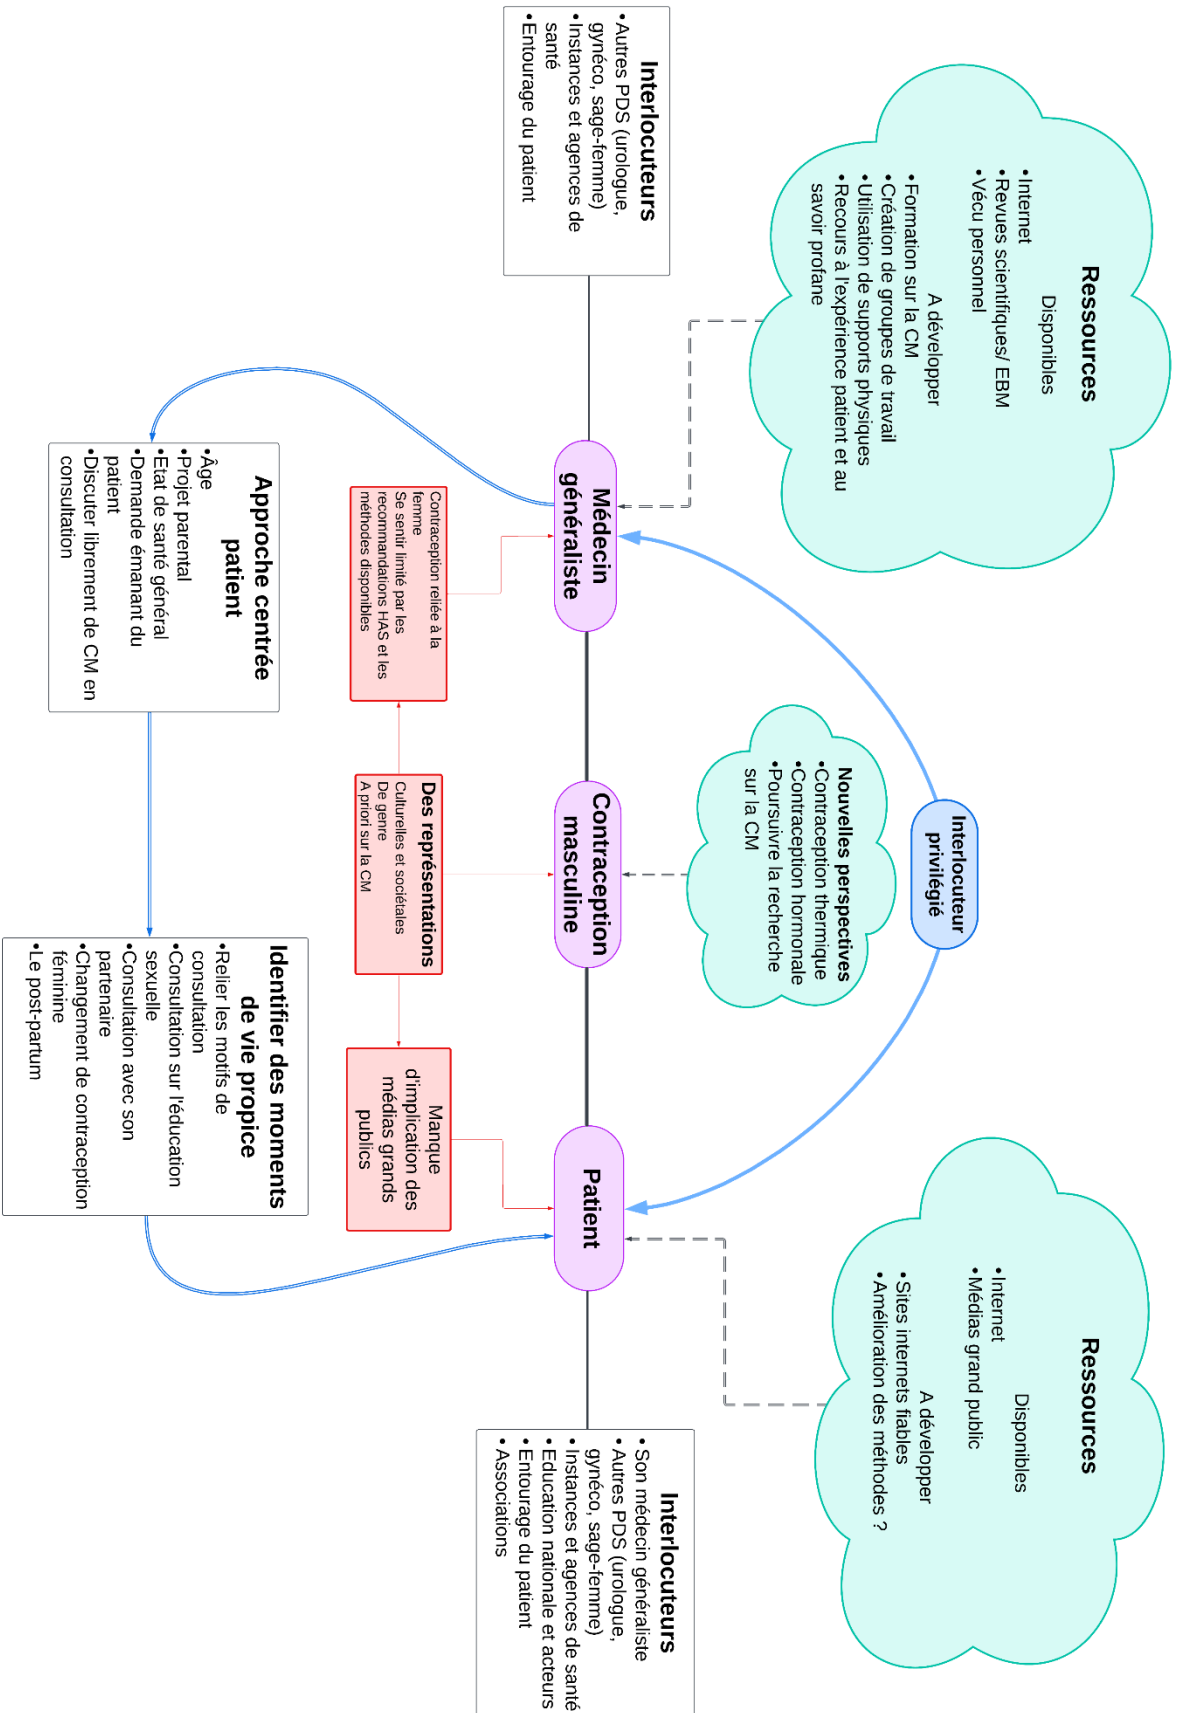 Ressources
Disponibles
•Internet
•Revues scientifiques/ EBM
•Vécu personnel
A développer
•Formation sur la CM
•Création de groupes de travail
•Utilisation de supports physiques
•Recours à l'expérience patient et au
savoir profane
Ressources
Disponibles
•Internet
•Médias grand public
A développer
•Sites internets fiables
•Amélioration des méthodes ?
Interlocuteur
privilégié
Nouvelles perspectives
•Contraception thermique
•Contraception hormonale
•Poursuivre la recherche
sur la CM
Interlocuteurs
•Autres PDS (urologue,
gynéco, sage-femme)
•Instances et agences de
santé
•Entourage du patient
Médecin
généraliste
Contraception
masculine
Patient
Interlocuteurs
• Son médecin généraliste
• Autres PDS (urologue,
gynéco, sage-femme)
• Instances et agences de santé
• Education nationale et acteurs
• Entourage du patient
• Associations
Contraception reliée à la
femme
Se sentir limité par les
recommandations HAS et les
méthodes disponibles
Des représentations
Culturelles et sociétales
De genre
A priori sur la CM
Manque
d'implication des
médias grands
publics
Approche centrée
patient
•Âge
•Projet parental
•Etat de santé général
•Demande émanant du
patient
•Discuter librement de CM en
consultation
Identifier des moments
de vie propice
•Relier les motifs de
consultation
•Consultation sur l'éducation
sexuelle
•Consultation avec son
partenaire
•Changement de contraception
féminine
•Le post-partum